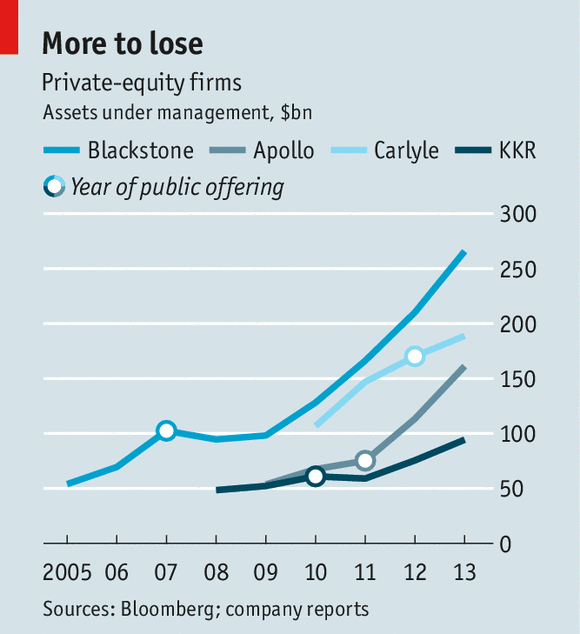 More to lose
Private-equity firms
Assets under management, $bn
Blackstone Apollo Carlyle KKR
Year of public offering
300
250
200
150
100
50
0
2005 06 07 08 09 10 11 12 13
Sources: Bloomberg; company reports